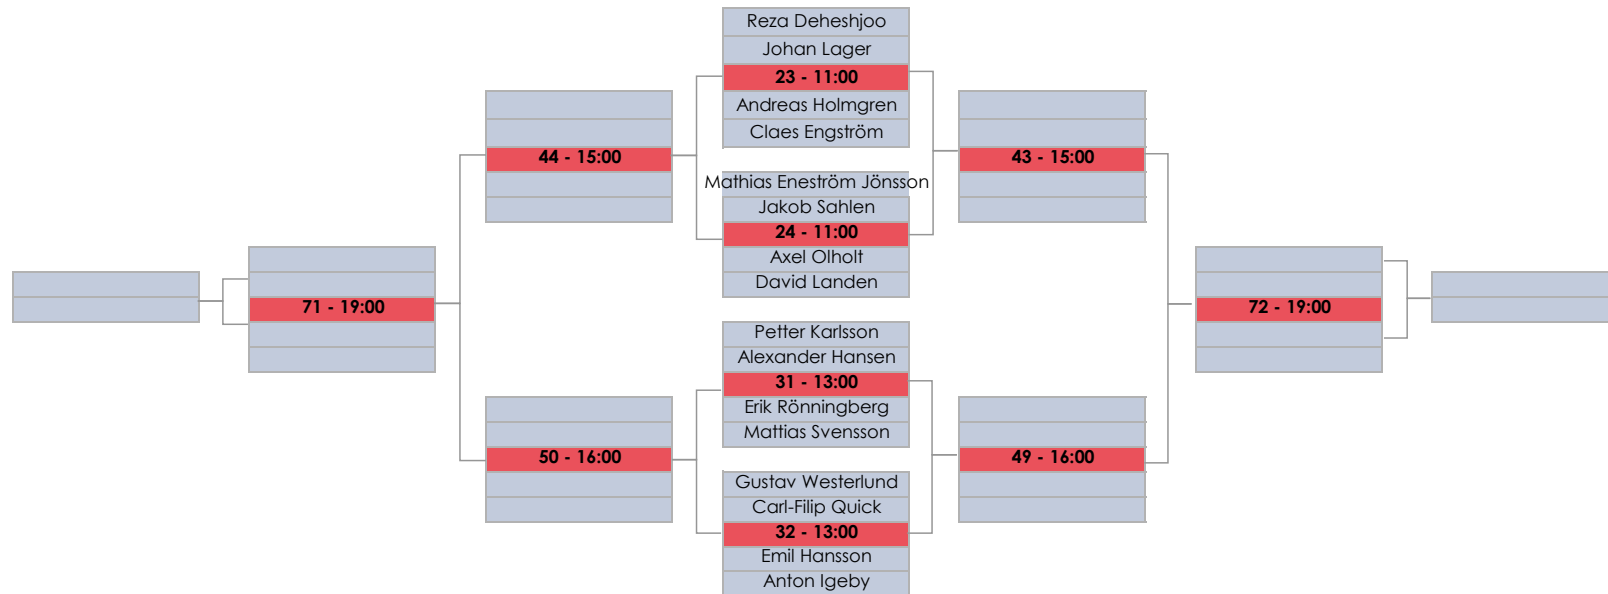 Reza Deheshjoo
Johan Lager
23 - 11:00
Andreas Holmgren
Claes Engström
44 - 15:00
43 - 15:00
Mathias Eneström Jönsson
Jakob Sahlen
24 - 11:00
Axel Olholt
David Landen
71 - 19:00
72 - 19:00
Petter Karlsson
Alexander Hansen
31 - 13:00
Erik Rönningberg
Mattias Svensson
50 - 16:00
49 - 16:00
Gustav Westerlund
Carl-Filip Quick
32 - 13:00
Emil Hansson
Anton Igeby